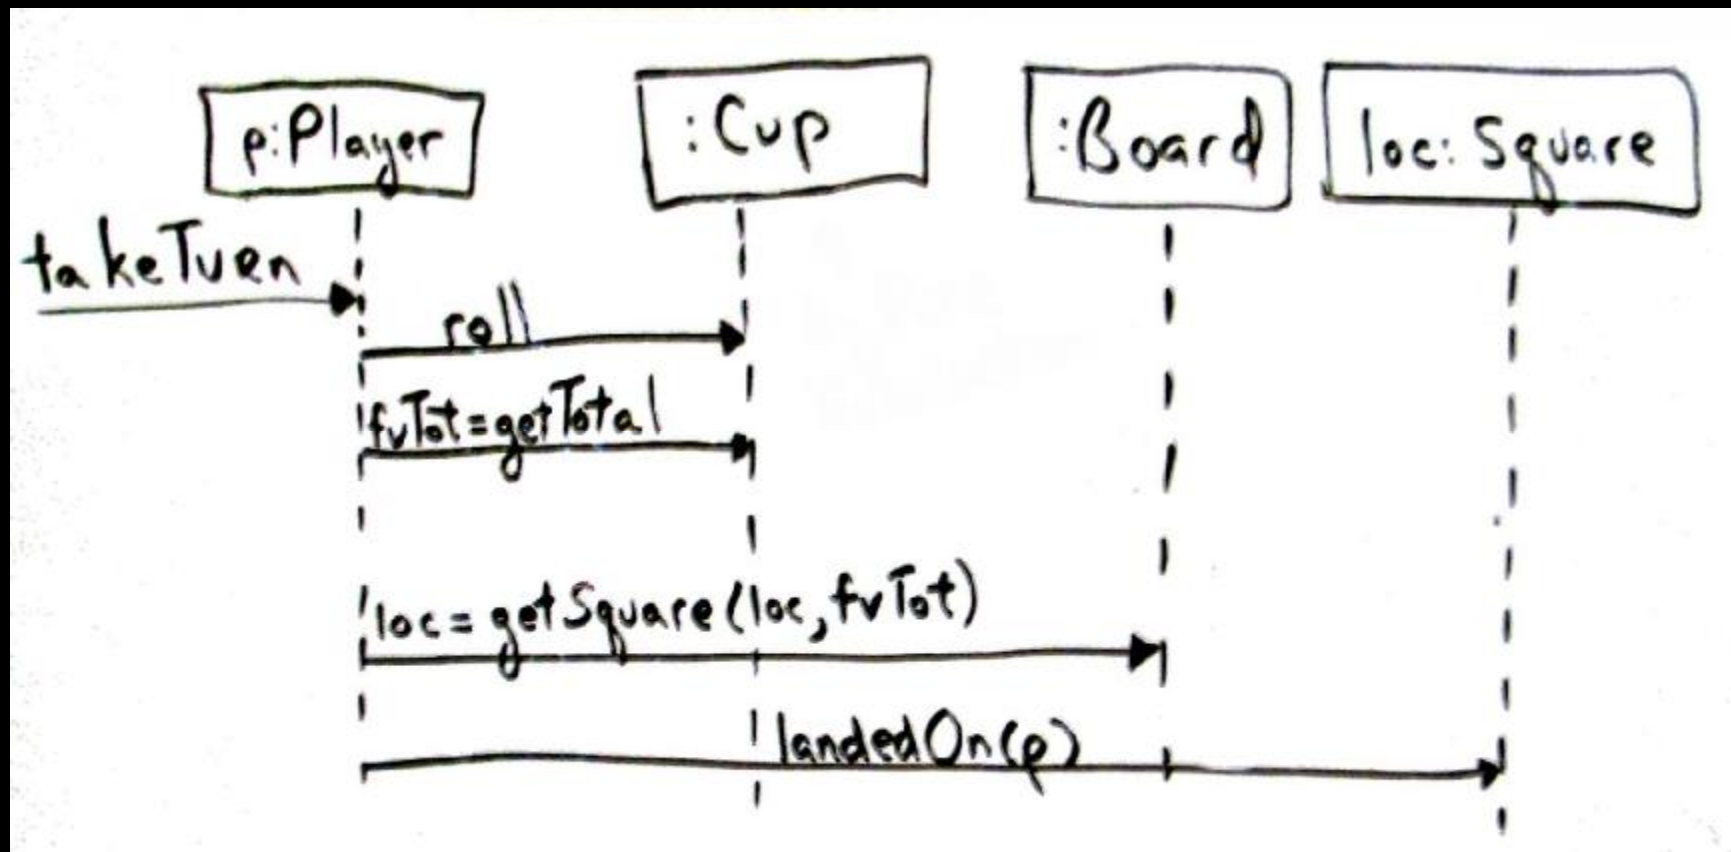 p:Player
:Cup
:Board
loc: Square
takeTurn
roll
fvTot=getTotal
loc= getSquare(loc, fvTot)
landedOn(p)